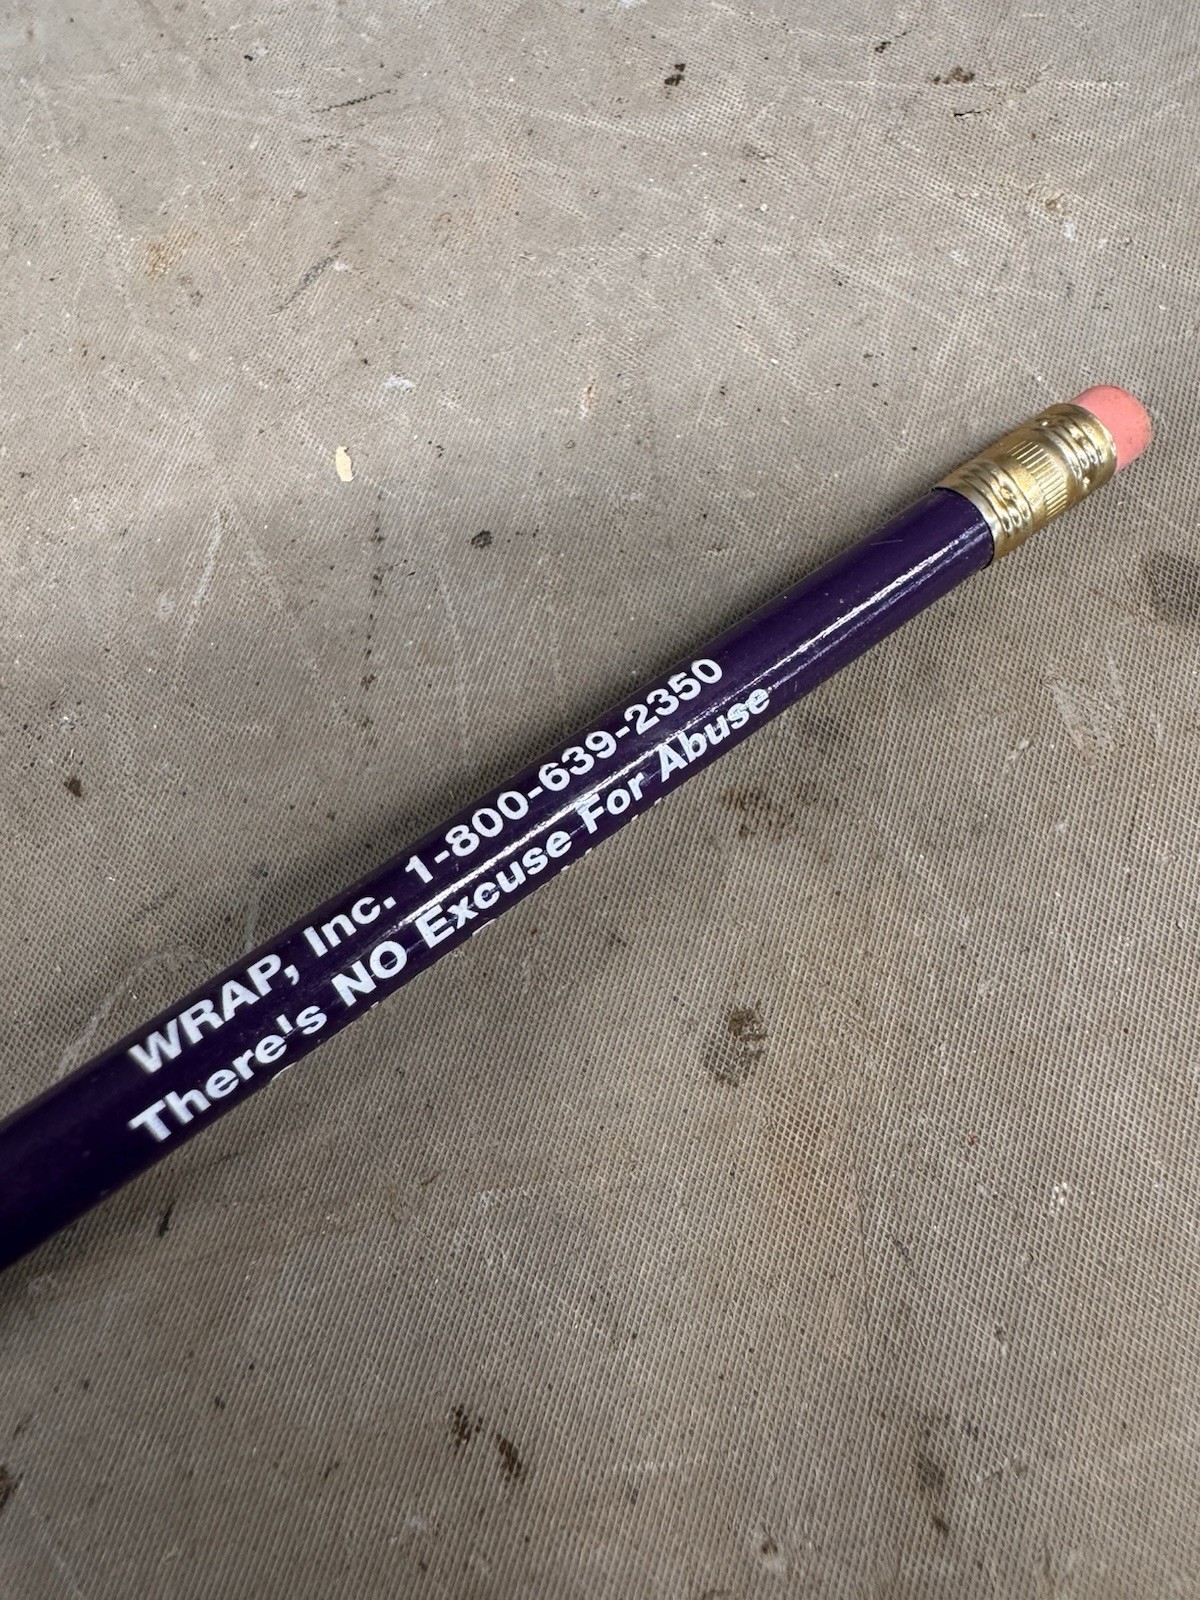 WRAP, Inc. 1-800-639-2350
There's NO Excuse For Abuse